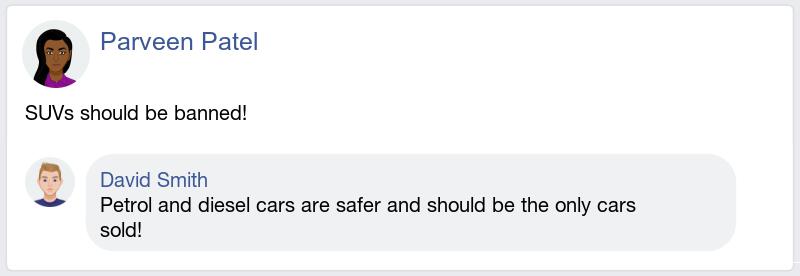 Parveen Patel
SUVs should be banned!
David Smith
Petrol and diesel cars are safer and should be the only cars
sold!